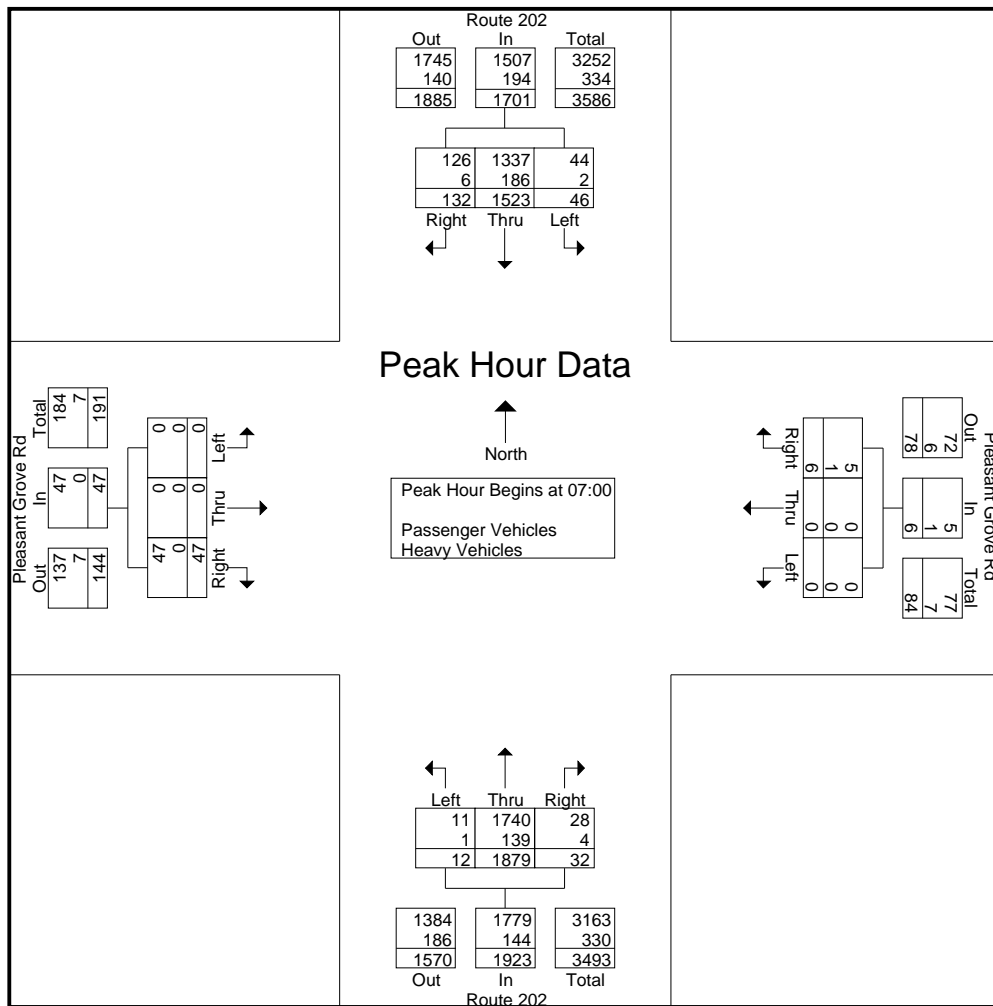 Route 202
Out In Total
1745 1507 3252
140 194 334
1885 1701 3586
126 1337 44
6 186 2
132 1523 46
Right Thru Left
Peak Hour Data
North
Peak Hour Begins at 07:00
Passenger Vehicles
Heavy Vehicles
Pleasant Grove Rd
Out In Total
137 47 184
7 0 7
144 47 191
Left Thru Right
0 0 47
0 0 0
0 0 47
Pleasant Grove Rd
Out In Total
72 5 77
6 1 7
78 6 84
Right Thru Left
5 0 0
1 0 0
6 0 0
Left Thru Right
11 1740 28
1 139 4
12 1879 32
1384 1779 3163
186 144 330
1570 1923 3493
Out In Total
Route 202